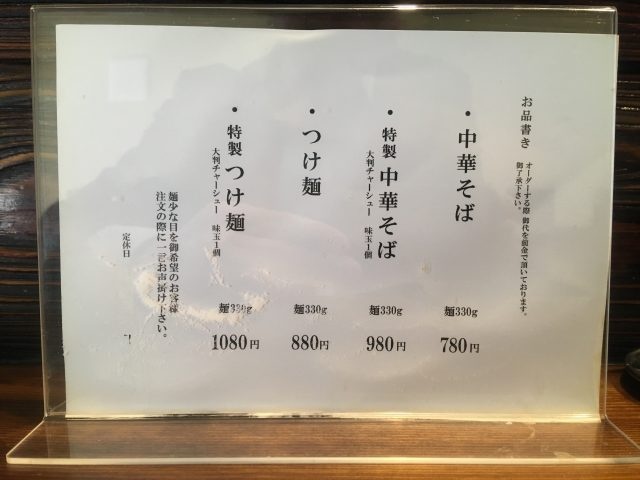 お品書き
オーダーする際 御代を前金で頂いております。
御了承下さい。
・中華そば
麺330g
780円
・特製 中華そば
大判チャーシュー 味玉1個
麺330g
980円
・つけ麺
麺330g
880円
・特製 つけ麺
大判チャーシュー 味玉1個
麺330g
1080円
麺少な目を御希望のお客様
注文の際に一言お声掛け下さい。
定休日